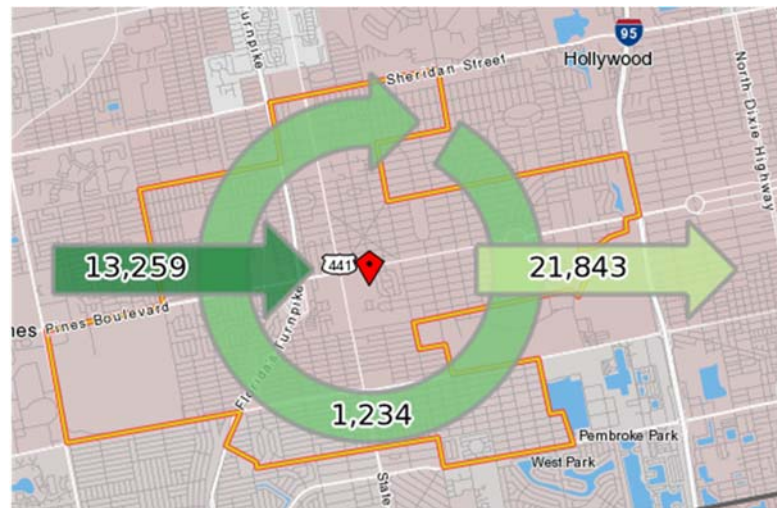 95
Hollywood
Sheridan Street
Turnpike
North Dixie Highway
13,259
441
21,843
nes Pines Boulevard
Florida's Turnpike
1,234
Pembroke Park
West Park
State